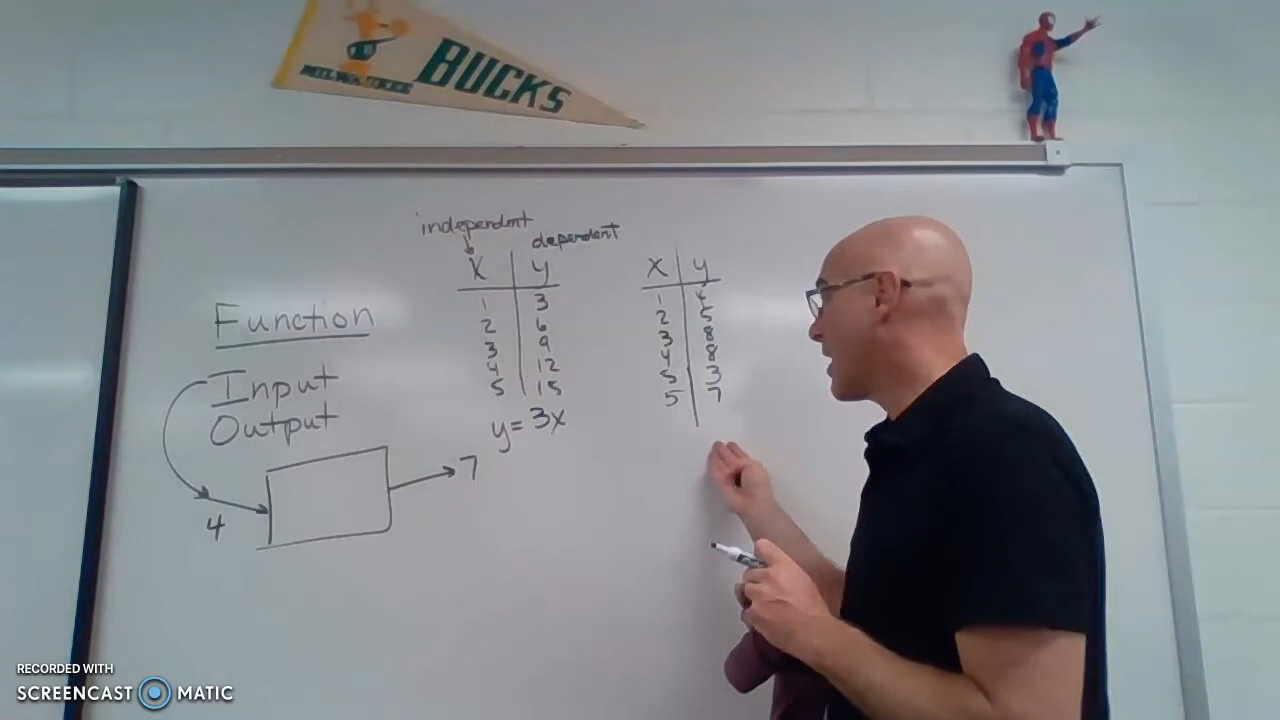 MILWAUKEE
BUCKS
independent
dependent
x y
1 3
2 6
3 9
4 12
5 15
y=3x
x y
1 4
2 5
3 8
4 8
5 3
5 7
Function
Input
Output
4
7
RECORDED WITH
SCREENCAST MATIC